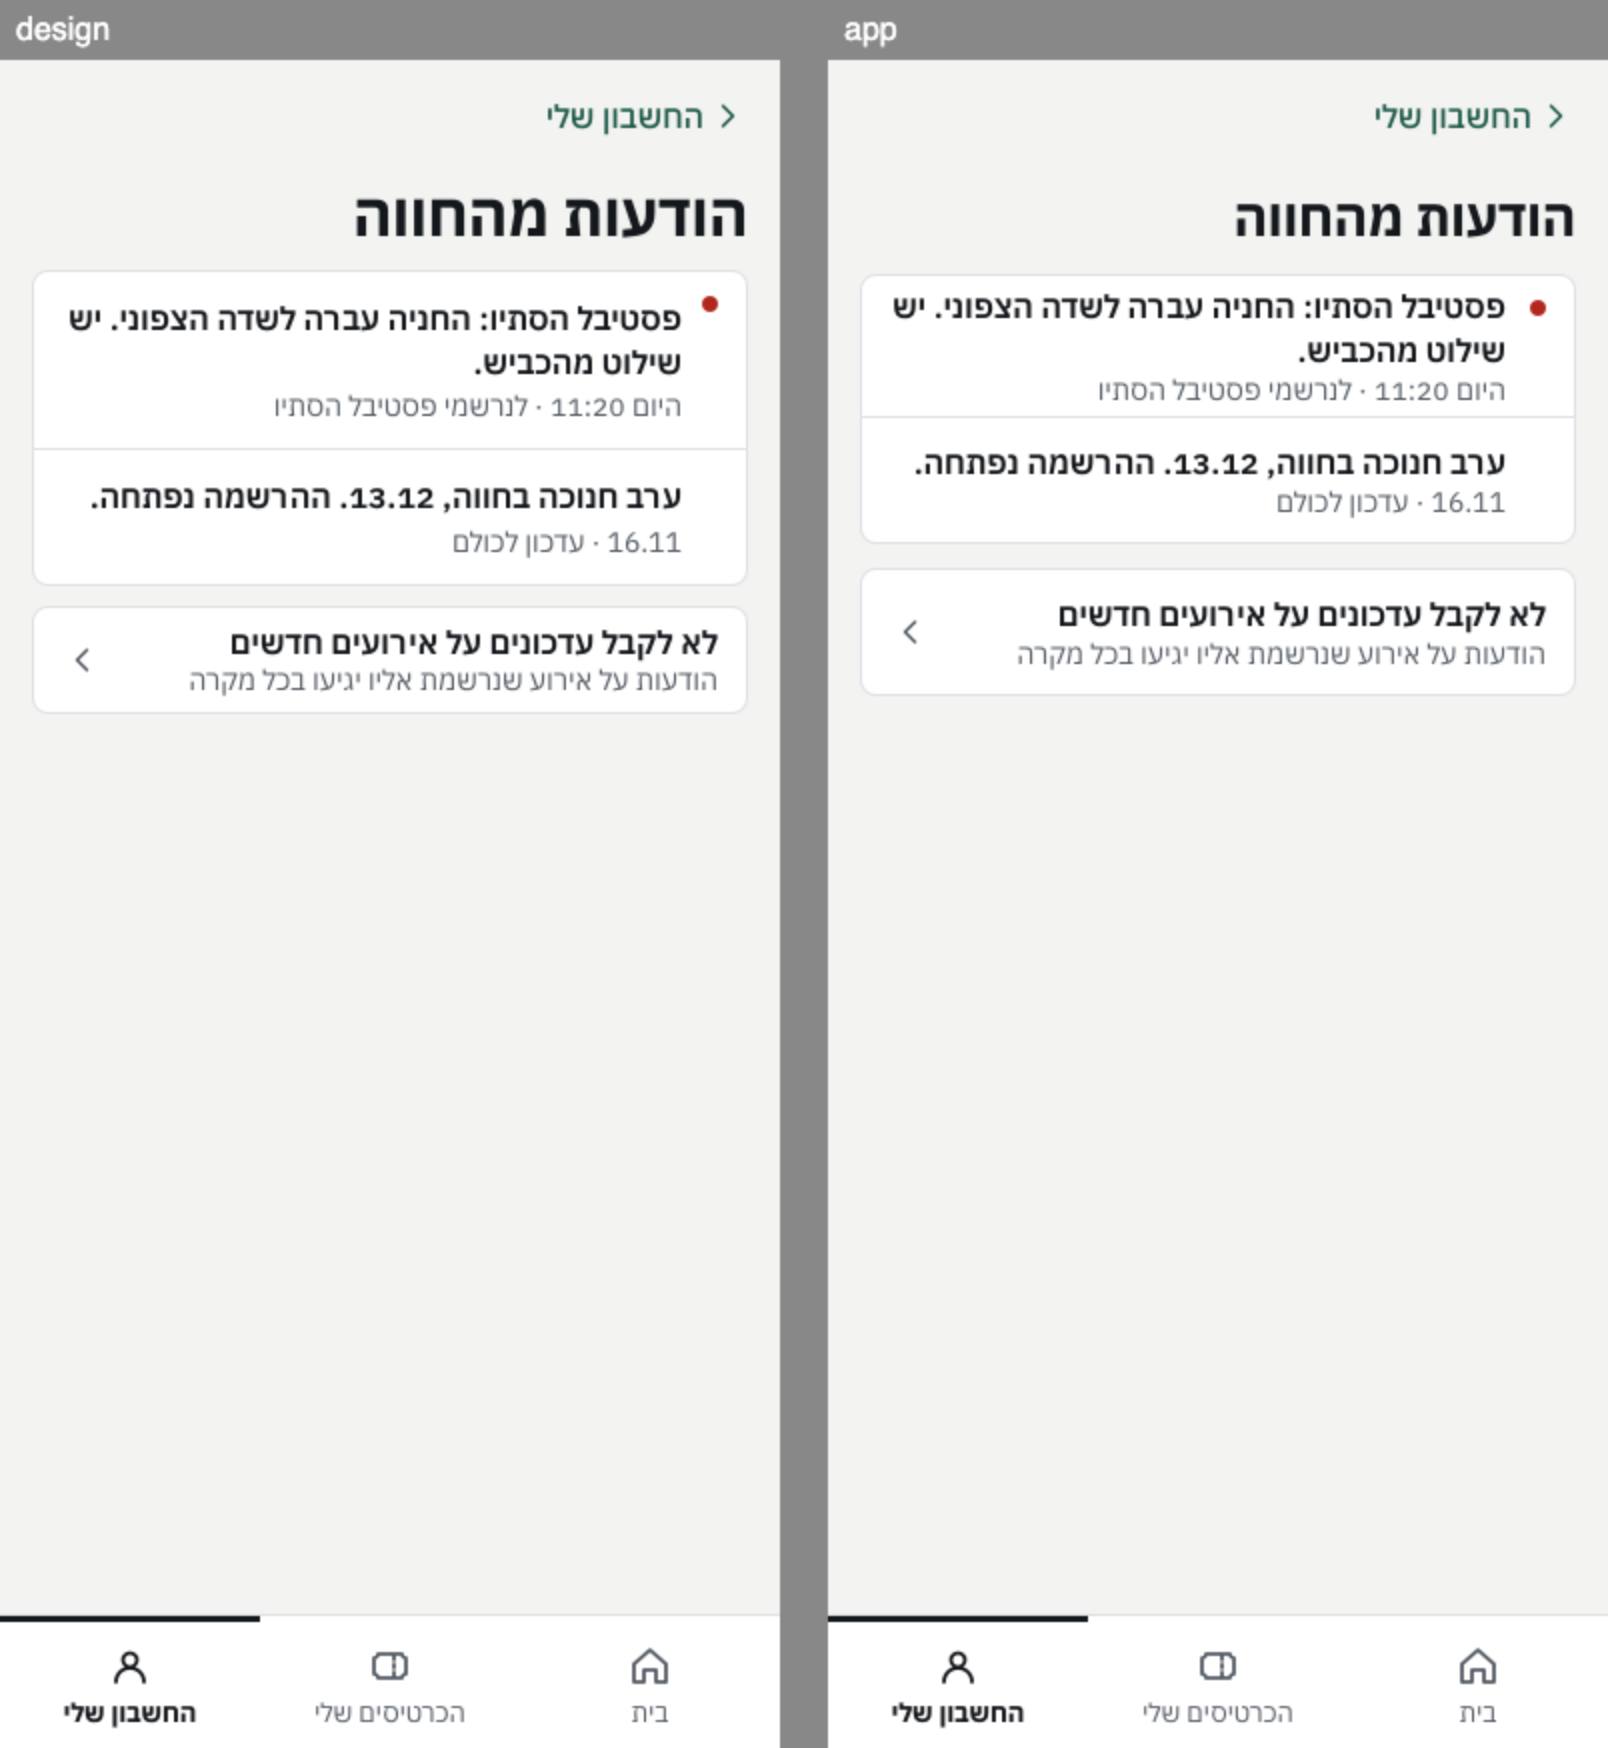 design
החשבון שלי
הודעות מהחווה
פסטיבל הסתיו: החניה עברה לשדה הצפוני. יש
שילוט מהכביש.
היום 11:20 · לנרשמי פסטיבל הסתיו
ערב חנוכה בחווה, 13.12. ההרשמה נפתחה.
16.11 · עדכון לכולם
לא לקבל עדכונים על אירועים חדשים
הודעות על אירוע שנרשמת אליו יגיעו בכל מקרה
בית
הכרטיסים שלי
החשבון שלי
app
החשבון שלי
הודעות מהחווה
פסטיבל הסתיו: החניה עברה לשדה הצפוני. יש
שילוט מהכביש.
היום 11:20 · לנרשמי פסטיבל הסתיו
ערב חנוכה בחווה, 13.12. ההרשמה נפתחה.
16.11 · עדכון לכולם
לא לקבל עדכונים על אירועים חדשים
הודעות על אירוע שנרשמת אליו יגיעו בכל מקרה
בית
הכרטיסים שלי
החשבון שלי